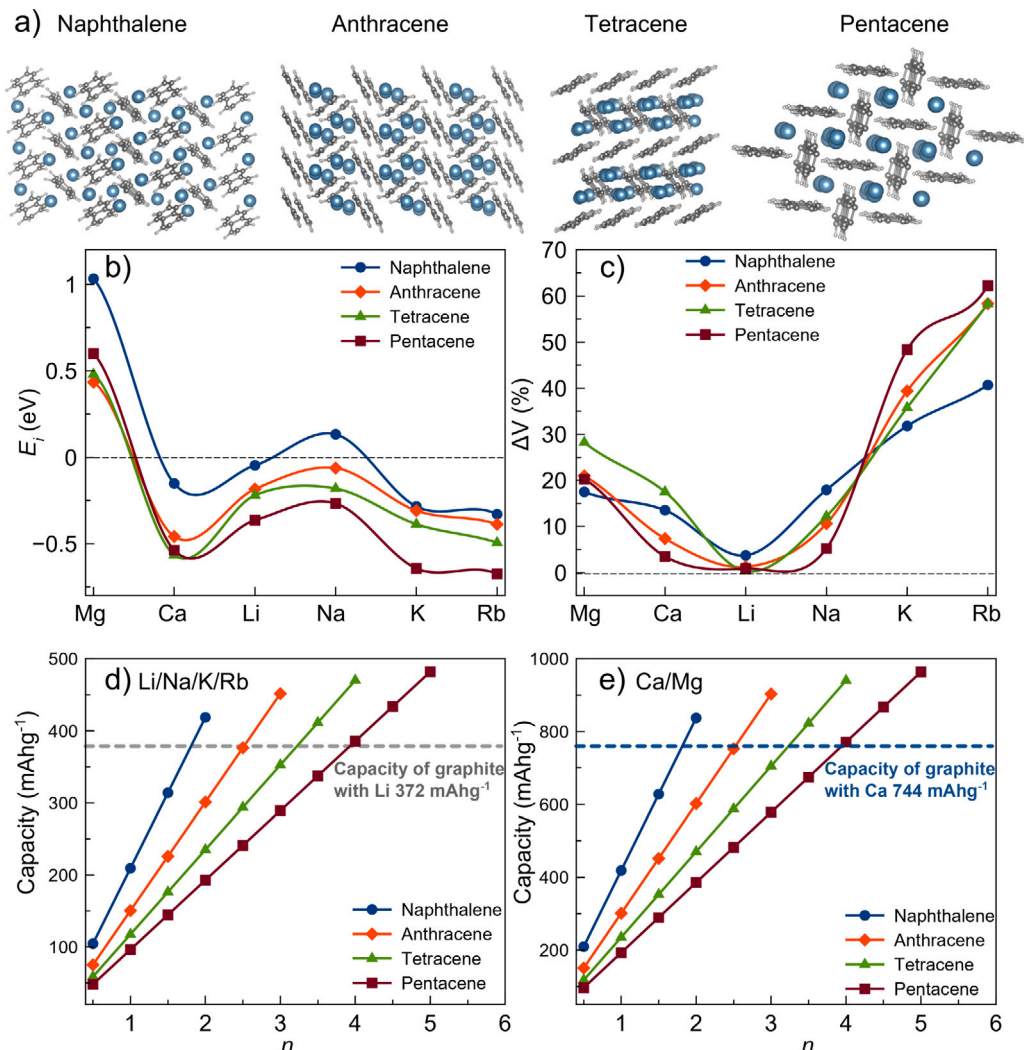 a) Naphthalene Anthracene Tetracene Pentacene
b)
Naphthalene
Anthracene
Tetracene
Pentacene
1
0.5
0
−0.5
E_i (eV)
Mg Ca Li Na K Rb
c)
Naphthalene
Anthracene
Tetracene
Pentacene
70
60
50
40
30
20
10
0
ΔV (%)
Mg Ca Li Na K Rb
d) Li/Na/K/Rb
500
400
300
200
100
Capacity (mAhg⁻¹)
Capacity of graphite
with Li 372 mAhg⁻¹
Naphthalene
Anthracene
Tetracene
Pentacene
1 2 3 4 5 6
n
e) Ca/Mg
1000
800
600
400
200
Capacity (mAhg⁻¹)
Capacity of graphite
with Ca 744 mAhg⁻¹
Naphthalene
Anthracene
Tetracene
Pentacene
1 2 3 4 5 6
n